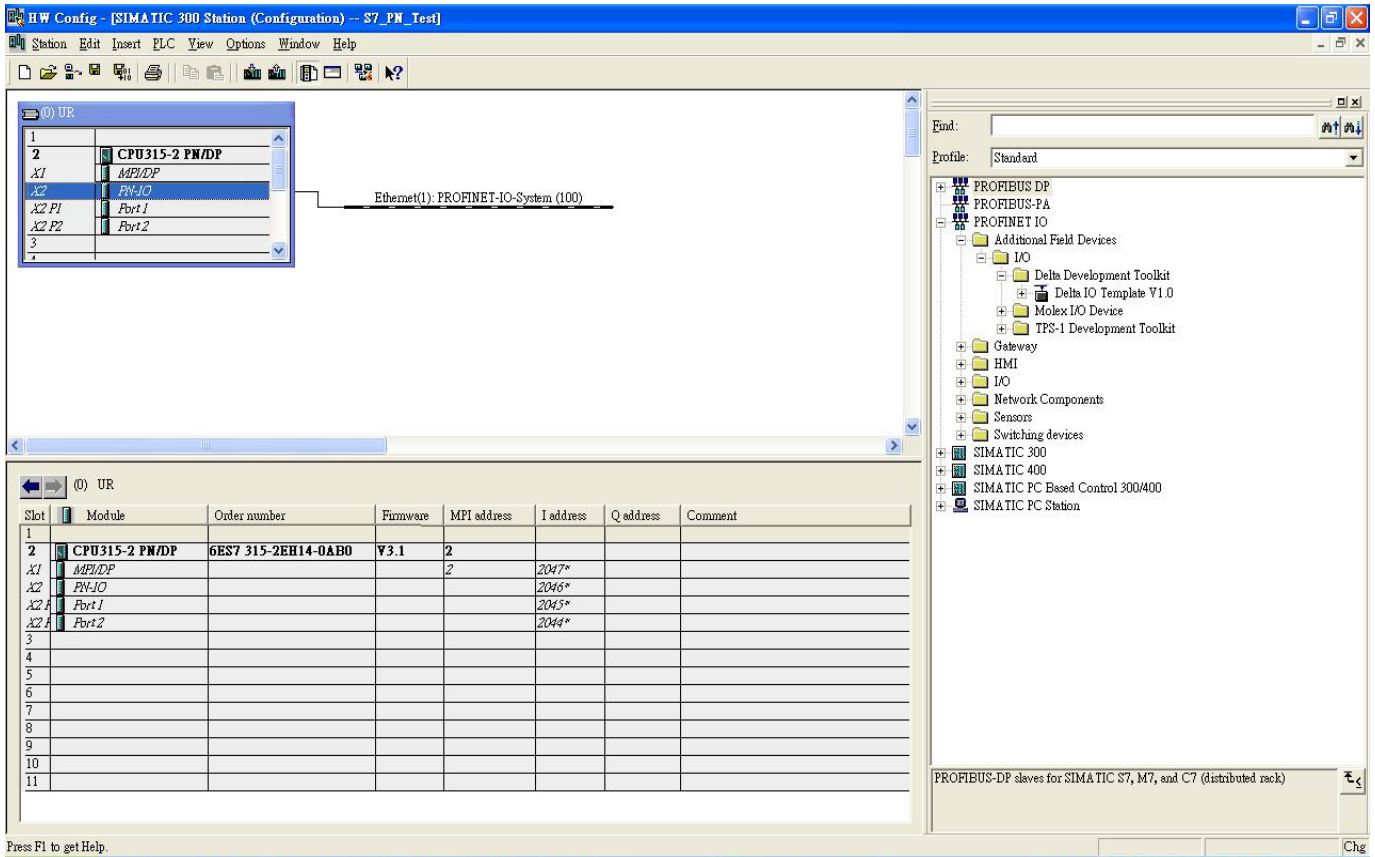 HW Config - [SIMATIC 300 Station (Configuration) -- S7_PN_Test]
Station Edit Insert PLC View Options Window Help
(0) UR
1
2 CPU315-2 PN/DP
X1 MPI/DP
X2 PN-IO
X2 P1 Port 1
X2 P2 Port 2
3
Ethernet(1): PROFINET-IO-System (100)
(0) UR
Slot Module Order number Firmware MPI address I address Q address Comment
1
2 CPU315-2 PN/DP 6ES7 315-2EH14-0AB0 V3.1 2
X1 MPI/DP 2 2047*
X2 PN-IO 2046*
X2 P Port 1 2045*
X2 P Port 2 2044*
3
4
5
6
7
8
9
10
11
Find:
Profile: Standard
PROFIBUS DP
PROFIBUS-PA
PROFINET IO
Additional Field Devices
I/O
Delta Development Toolkit
Delta IO Template V1.0
Molex I/O Device
TPS-1 Development Toolkit
Gateway
HMI
I/O
Network Components
Sensors
Switching devices
SIMATIC 300
SIMATIC 400
SIMATIC PC Based Control 300/400
SIMATIC PC Station
PROFIBUS-DP slaves for SIMATIC S7, M7, and C7 (distributed rack)
Press F1 to get Help.
Chg